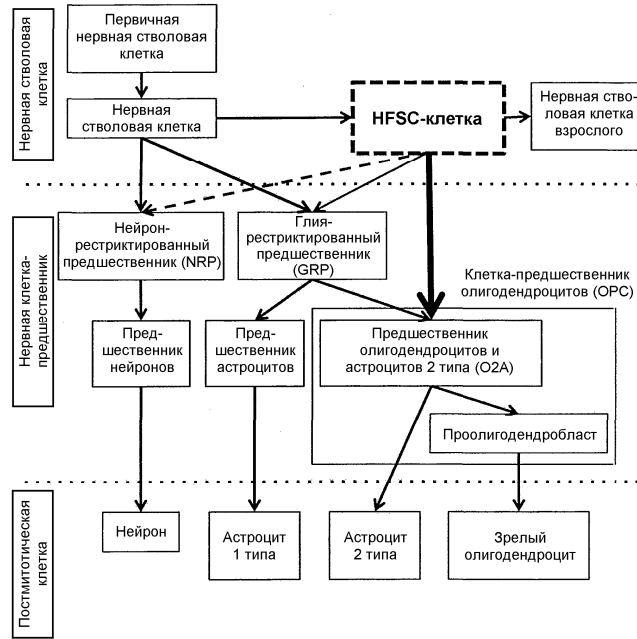 Нервная стволовая
клетка
Первичная
нервная стволовая
клетка
Нервная
стволовая клетка
HFSC-клетка
Нервная ство-
ловая клетка
взрослого
Нервная клетка-
предшественник
Нейрон-
рестриктированный
предшественник (NRP)
Глия-
рестриктированный
предшественник
(GRP)
Клетка-предшественник
олигодендроцитов (OPC)
Пред-
шественник
нейронов
Пред-
шественник
астроцитов
Предшественник
олигодендроцитов и
астроцитов 2 типа (O2A)
Проолигодендробласт
Постмитотическая
клетка
Нейрон
Астроцит
1 типа
Астроцит
2 типа
Зрелый
олигодендроцит